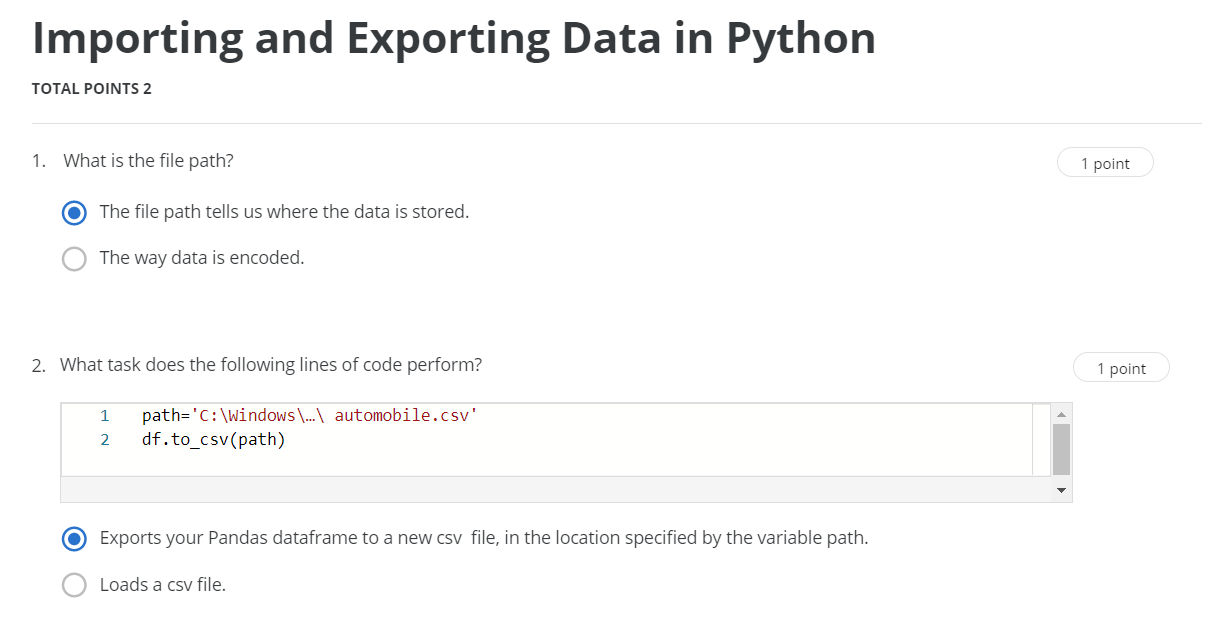 Importing and Exporting Data in Python
TOTAL POINTS 2
1. What is the file path?
1 point
The file path tells us where the data is stored.
The way data is encoded.
2. What task does the following lines of code perform?
1 point
1 path='C:\Windows\…\ automobile.csv'
2 df.to_csv(path)
Exports your Pandas dataframe to a new csv  file, in the location specified by the variable path.
Loads a csv file.